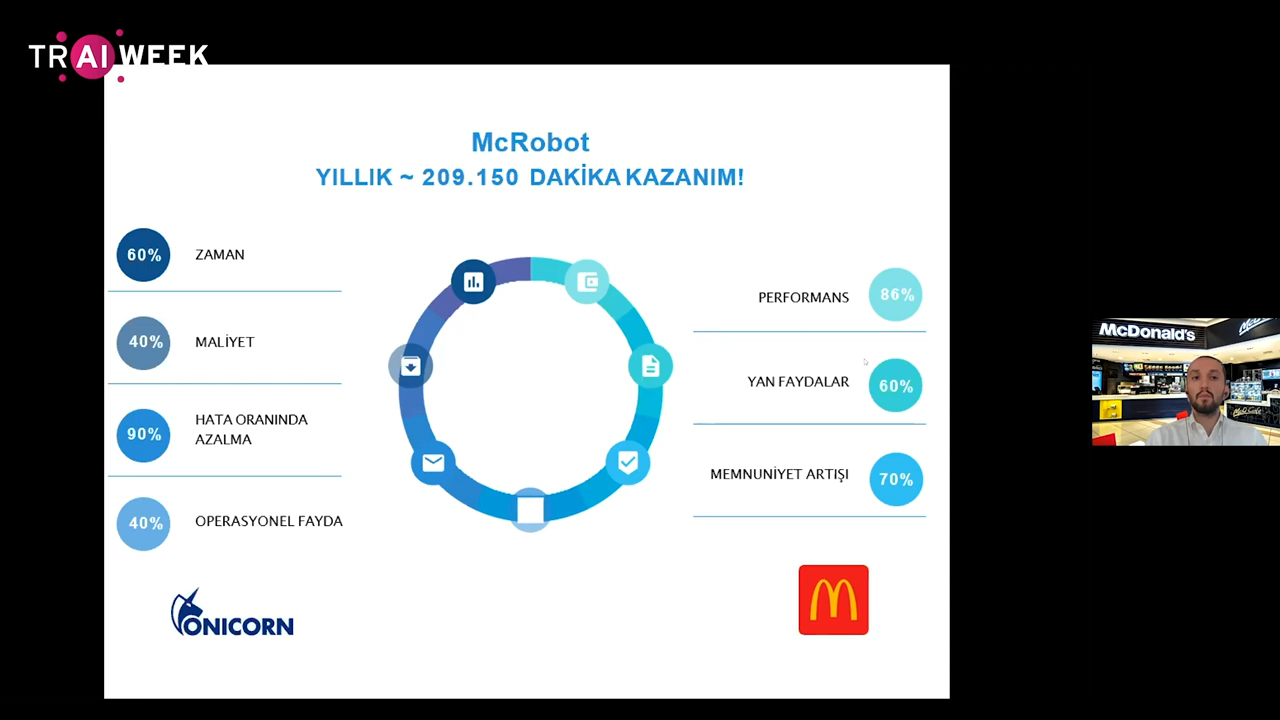 TRAI WEEK
McRobot
YILLIK ~ 209.150 DAKİKA KAZANIM!
60% ZAMAN
40% MALİYET
90% HATA ORANINDA
AZALMA
40% OPERASYONEL FAYDA
PERFORMANS 86%
YAN FAYDALAR 60%
MEMNUNİYET ARTIŞI 70%
ONICORN
McDonald's